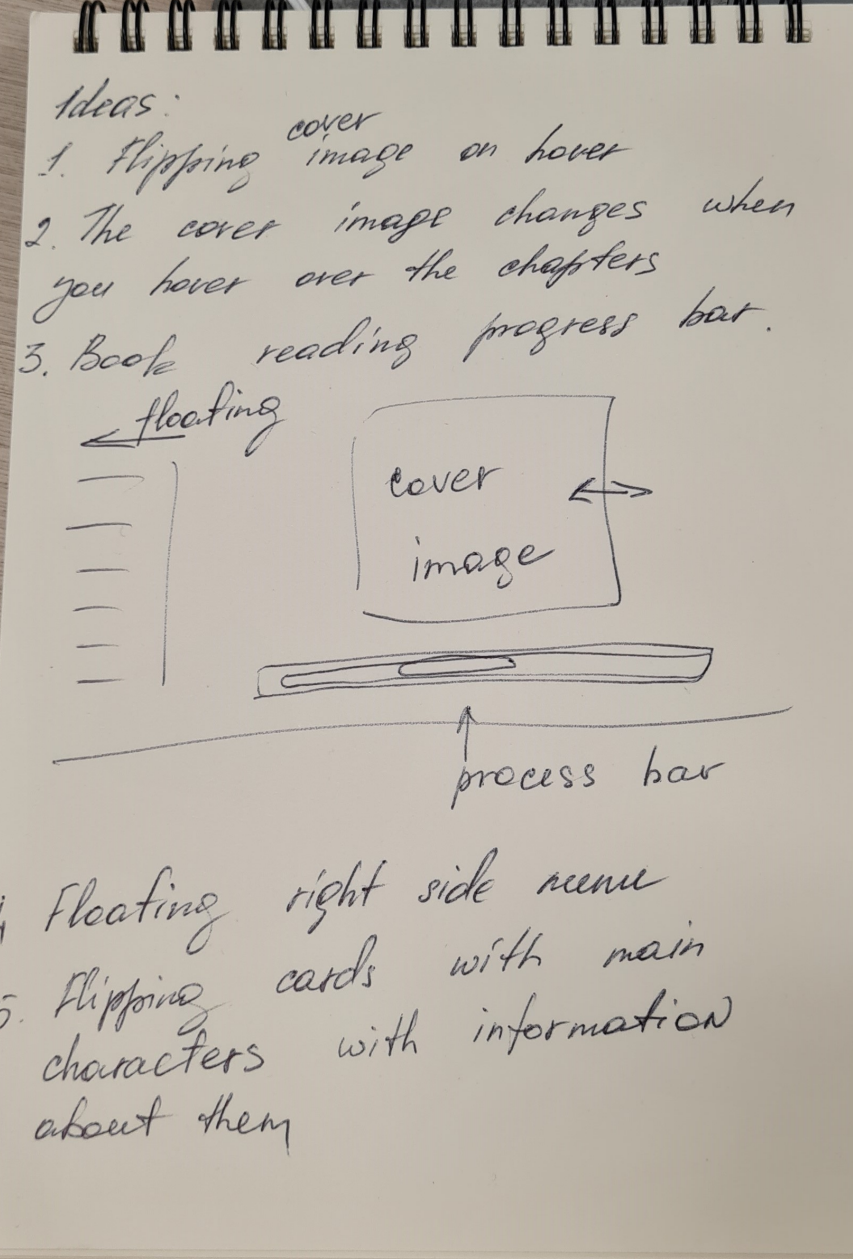 Ideas:
cover
1. Flipping image on hover
2. The cover image changes when
you hover over the chapters
3. Book reading progress bar.
floating
cover
image
process bar
Floating right side menu
5. Flipping cards with main
characters with information
about them